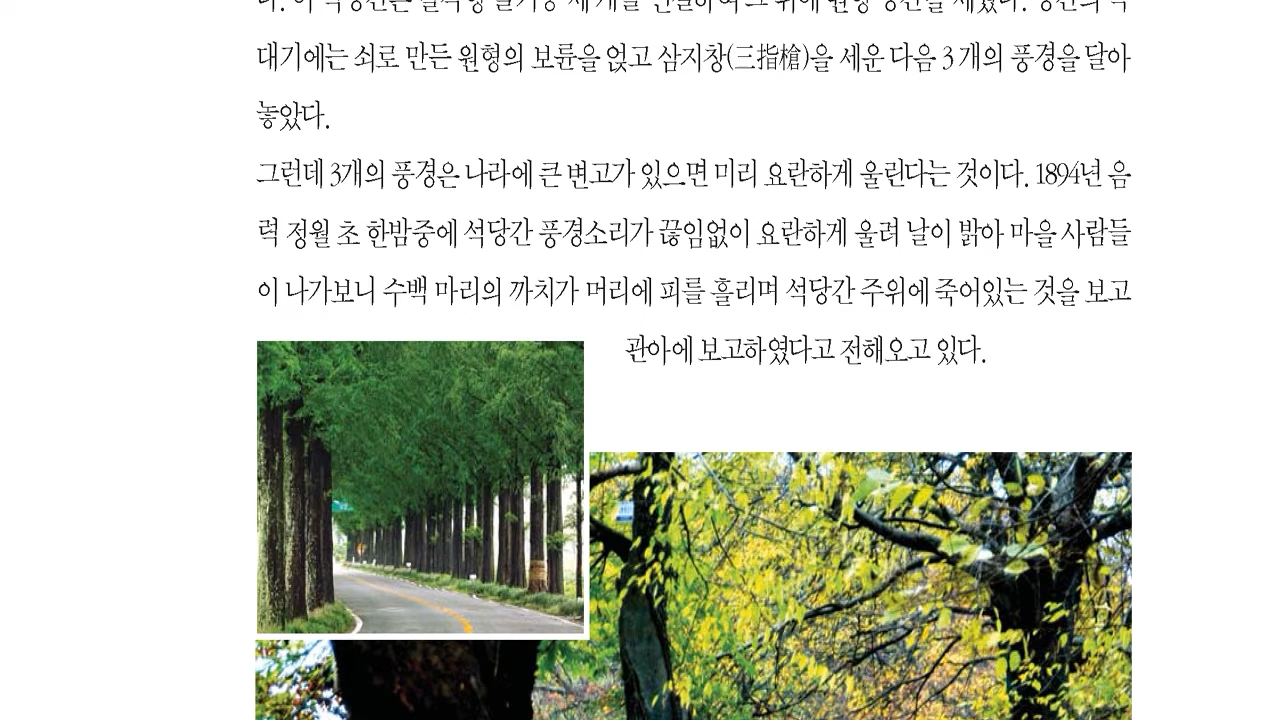 대기에는 쇠로 만든 원형의 보륜을 얹고 삼지창(三指槍)을 세운 다음 3개의 풍경을 달아
놓았다.
그런데 3개의 풍경은 나라에 큰 변고가 있으면 미리 요란하게 울린다는 것이다. 1894년 음
력 정월 초 한밤중에 석당간 풍경소리가 끊임없이 요란하게 울려 날이 밝아 마을 사람들
이 나가보니 수백 마리의 까치가 머리에 피를 흘리며 석당간 주위에 죽어있는 것을 보고
관아에 보고하였다고 전해오고 있다.